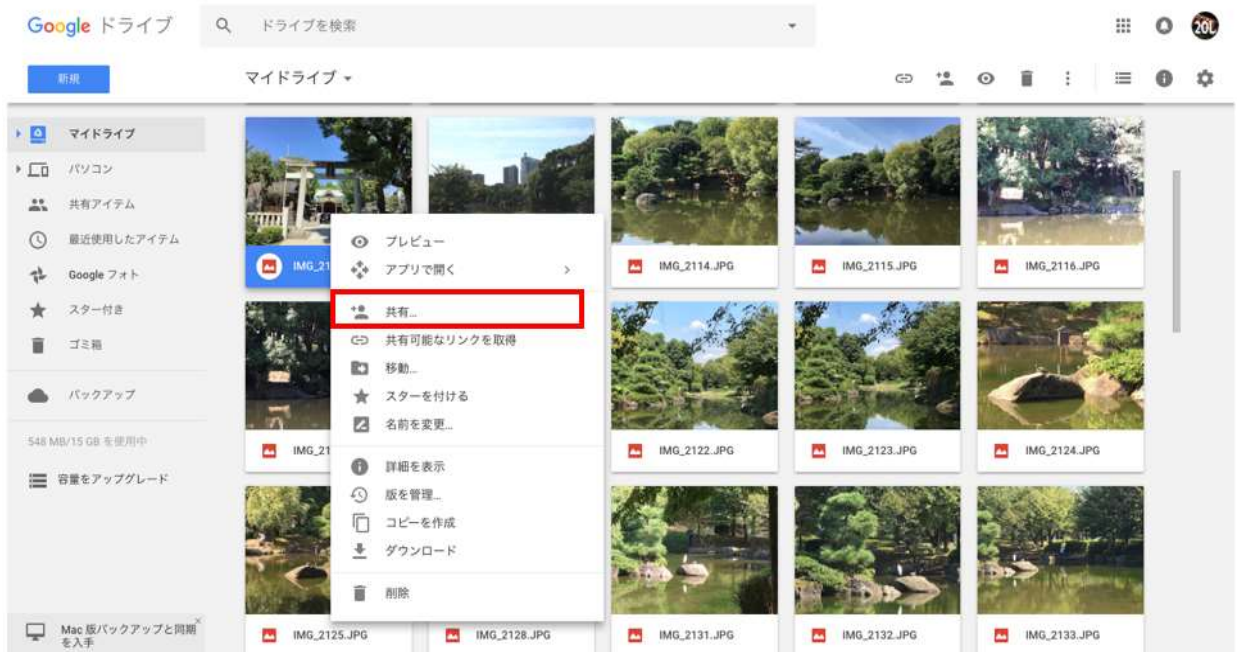 Google ドライブ
ドライブを検索
20L
新規
マイドライブ
マイドライブ
パソコン
共有アイテム
最近使用したアイテム
Google フォト
スター付き
ゴミ箱
バックアップ
548 MB/15 GB を使用中
容量をアップグレード
Mac 版バックアップと同期
を入手
IMG_21
IMG_2114.JPG
IMG_2115.JPG
IMG_2116.JPG
プレビュー
アプリで開く
共有...
共有可能なリンクを取得
移動...
スターを付ける
名前を変更...
詳細を表示
版を管理...
コピーを作成
ダウンロード
削除
IMG_21
IMG_2122.JPG
IMG_2123.JPG
IMG_2124.JPG
IMG_2125.JPG
IMG_2128.JPG
IMG_2131.JPG
IMG_2132.JPG
IMG_2133.JPG